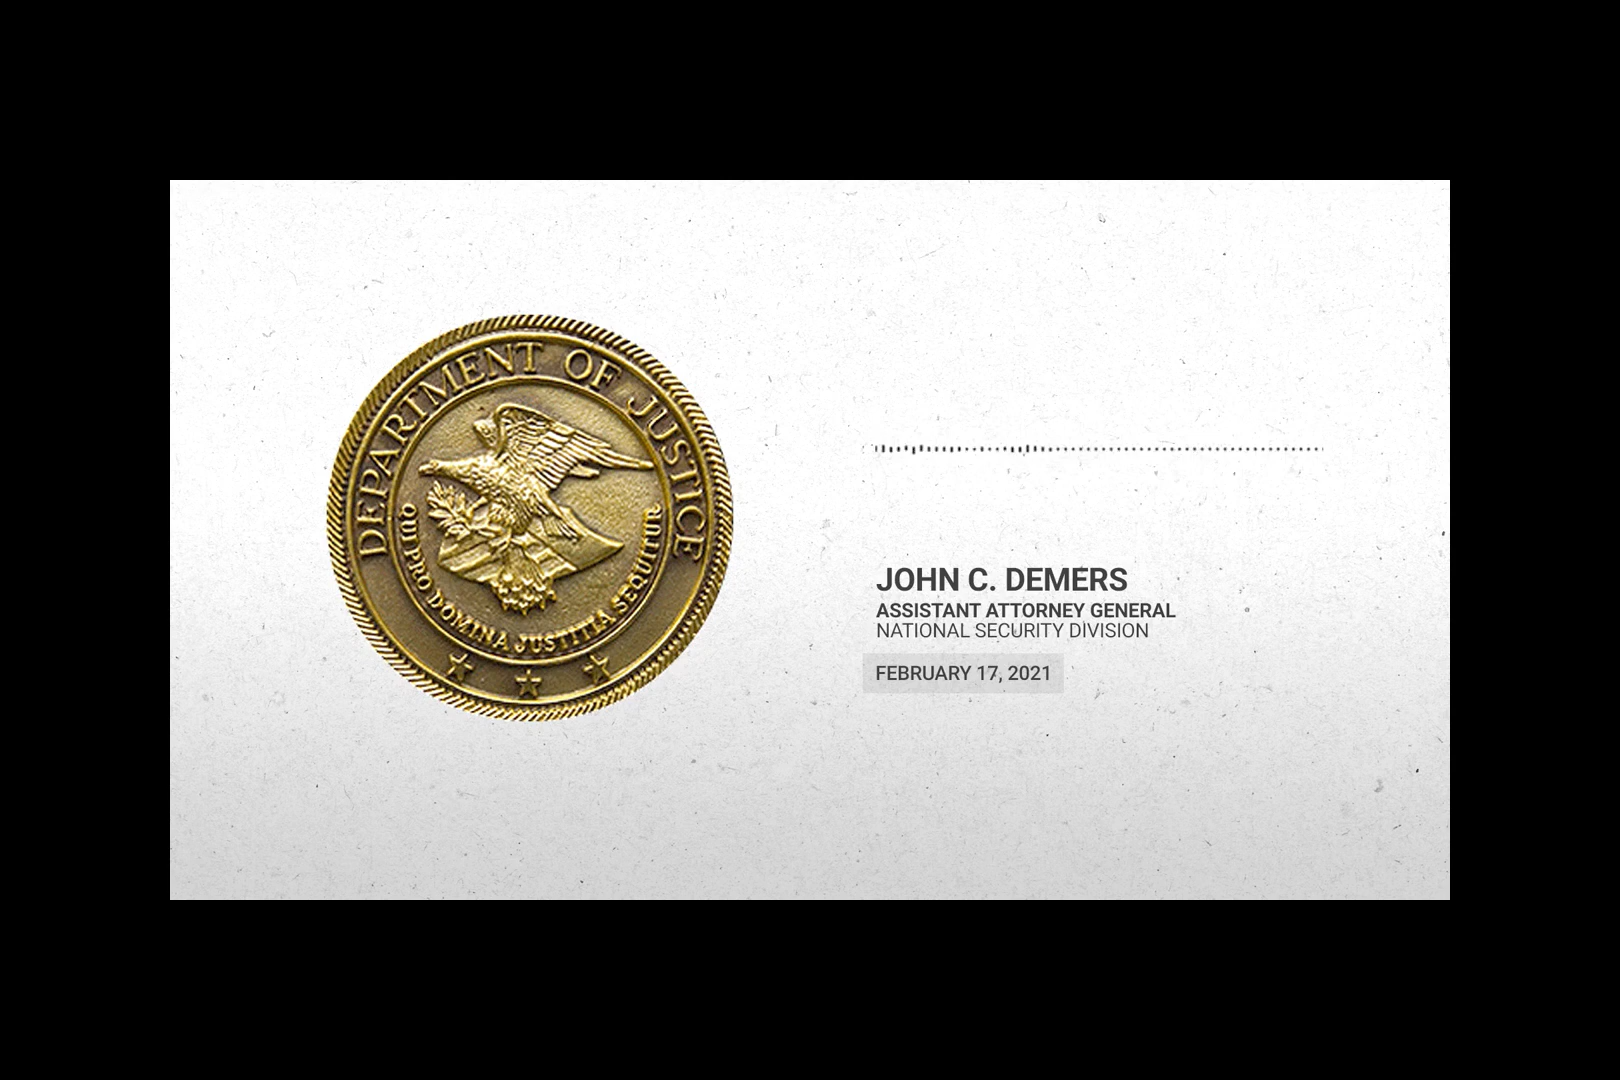 DEPARTMENT OF JUSTICE
QUI PRO DOMINA JUSTITIA SEQUITUR
JOHN C. DEMERS
ASSISTANT ATTORNEY GENERAL
NATIONAL SECURITY DIVISION
FEBRUARY 17, 2021